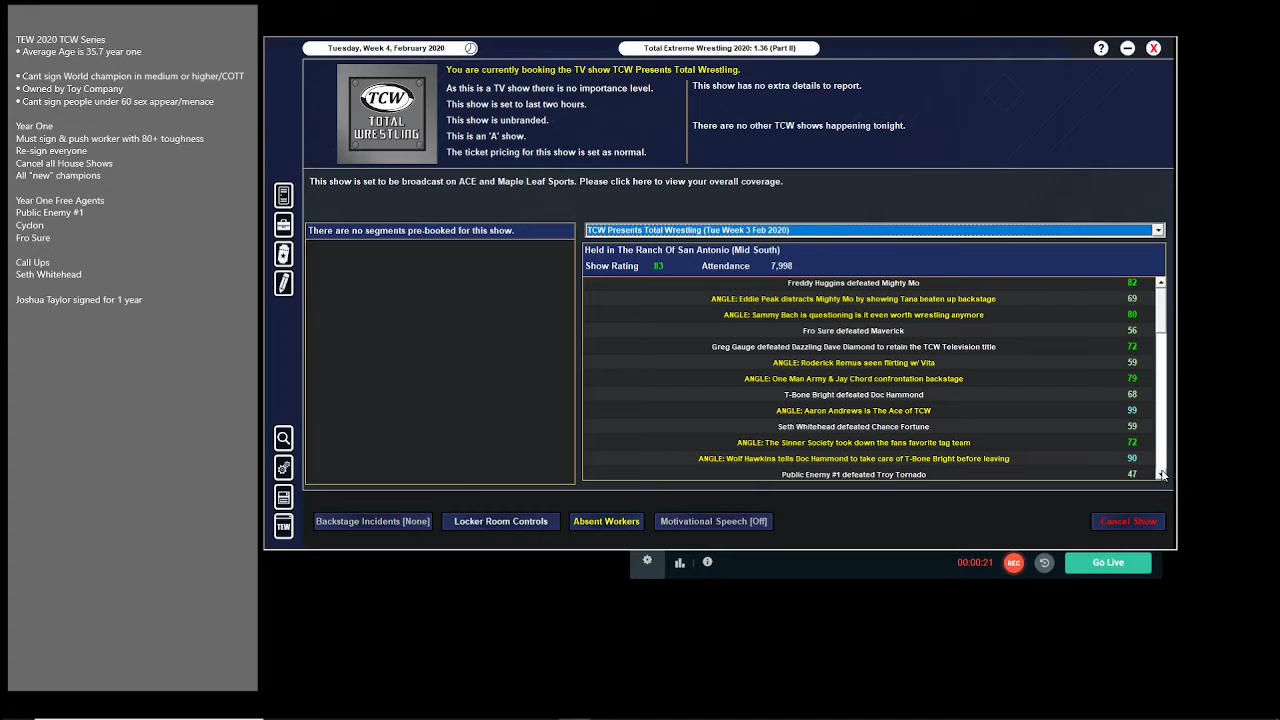 TEW 2020 TCW Series
• Average Age is 35.7 year one
• Cant sign World champion in medium or higher/COTT
• Owned by Toy Company
• Cant sign people under 60 sex appear/menace
Year One
Must sign & push worker with 80+ toughness
Re-sign everyone
Cancel all House Shows
All "new" champions
Year One Free Agents
Public Enemy #1
Cyclon
Fro Sure
Call Ups
Seth Whitehead
Joshua Taylor signed for 1 year
Tuesday, Week 4, February 2020
Total Extreme Wrestling 2020: 1.36 (Part II)
? X
TCW
TOTAL
WRESTLING
You are currently booking the TV show TCW Presents Total Wrestling.
As this is a TV show there is no importance level.
This show is set to last two hours.
This show is unbranded.
This is an 'A' show.
The ticket pricing for this show is set as normal.
This show has no extra details to report.
There are no other TCW shows happening tonight.
This show is set to be broadcast on ACE and Maple Leaf Sports. Please click here to view your overall coverage.
There are no segments pre-booked for this show.
TCW Presents Total Wrestling (Tue Week 3 Feb 2020)
Held in The Ranch Of San Antonio (Mid South)
Show Rating 83 Attendance 7,998
Freddy Huggins defeated Mighty Mo 82
ANGLE: Eddie Peak distracts Mighty Mo by showing Tana beaten up backstage 69
ANGLE: Sammy Bach is questioning is it even worth wrestling anymore 80
Fro Sure defeated Maverick 56
Greg Gauge defeated Dazzling Dave Diamond to retain the TCW Television title 72
ANGLE: Roderick Remus seen flirting w/ Vita 59
ANGLE: One Man Army & Jay Chord confrontation backstage 79
T-Bone Bright defeated Doc Hammond 68
ANGLE: Aaron Andrews is The Ace of TCW 99
Seth Whitehead defeated Chance Fortune 59
ANGLE: The Sinner Society took down the fans favorite tag team 72
ANGLE: Wolf Hawkins tells Doc Hammond to take care of T-Bone Bright before leaving 90
Public Enemy #1 defeated Troy Tornado 47
TEW
Backstage Incidents [None] Locker Room Controls Absent Workers Motivational Speech [Off] Cancel Show
00:00:21 REC Go Live